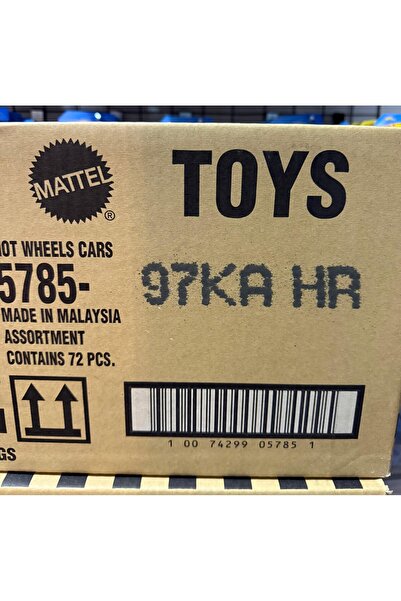 MATTEL
®
TOYS
HOT WHEELS CARS
5785-
97KA HR
MADE IN MALAYSIA
ASSORTMENT
CONTAINS 72 PCS.
1 00 74299 05785 1
GS